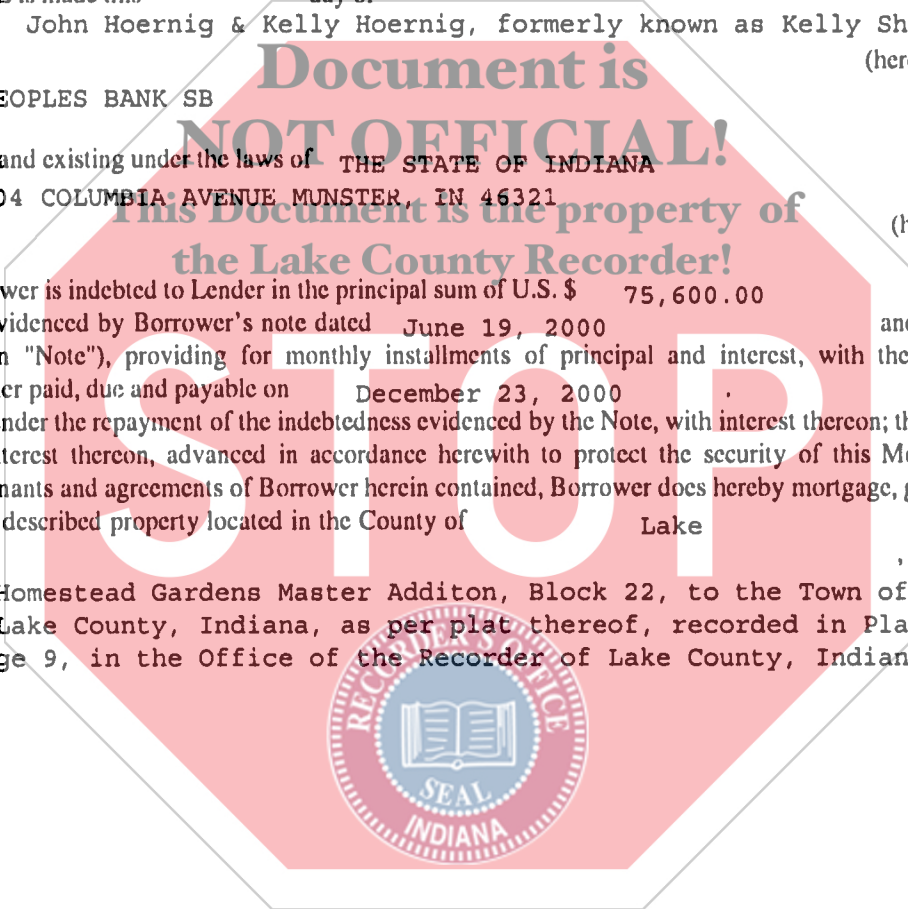 is made this day of
John Hoernig & Kelly Hoernig, formerly known as Kelly Sh
(her
Document is
EOPLES BANK SB
NOT OFFICIAL!
and existing under the laws of THE STATE OF INDIANA
04 COLUMBIA AVENUE MUNSTER, IN 46321
This Document is the property of
(h
the Lake County Recorder!
wer is indebted to Lender in the principal sum of U.S. $ 75,600.00
videnced by Borrower's note dated June 19, 2000 and
n "Note"), providing for monthly installments of principal and interest, with the
er paid, due and payable on December 23, 2000 .
STOP
nder the repayment of the indebtedness evidenced by the Note, with interest thereon; th
terest thereon, advanced in accordance herewith to protect the security of this Mo
nants and agreements of Borrower herein contained, Borrower does hereby mortgage, g
described property located in the County of Lake
,
Homestead Gardens Master Additon, Block 22, to the Town of
Lake County, Indiana, as per plat thereof, recorded in Pla
ge 9, in the Office of the Recorder of Lake County, Indian
RECORDER'S OFFICE
SEAL
INDIANA